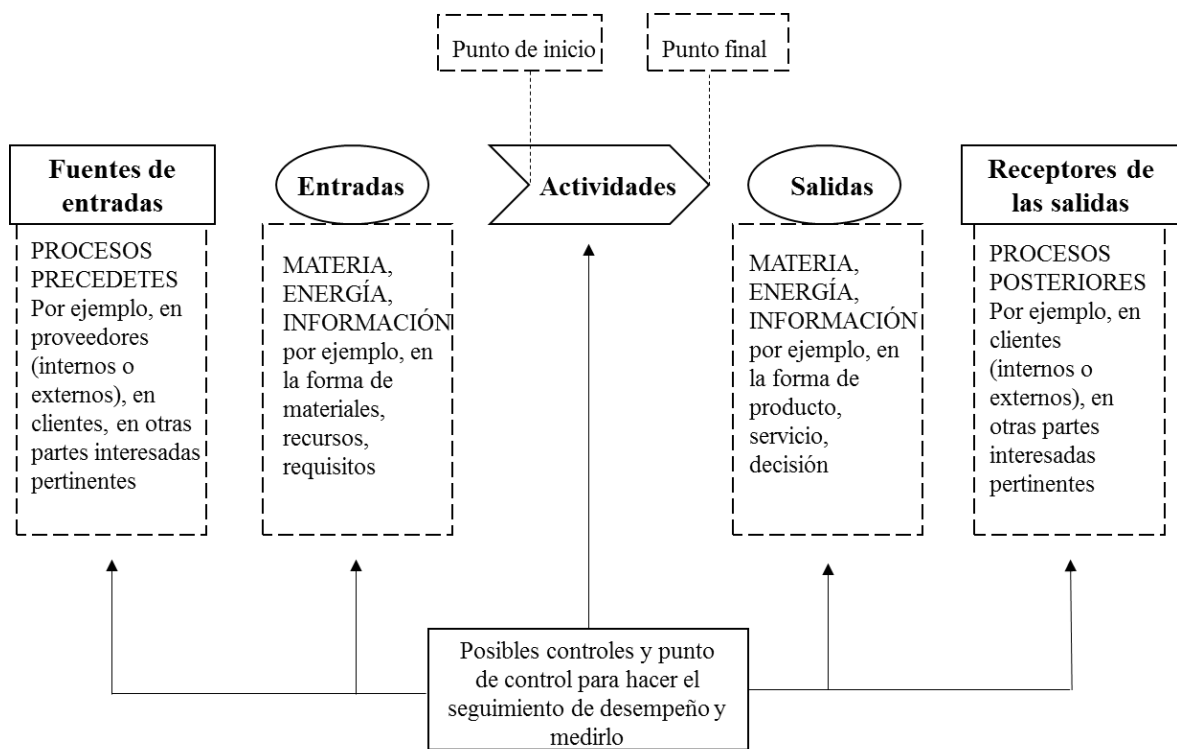 Punto de inicio
Punto final
Fuentes de
entradas
Entradas
Actividades
Salidas
Receptores de
las salidas
PROCESOS
PRECEDETES
Por ejemplo, en
proveedores
(internos o
externos), en
clientes, en otras
partes interesadas
pertinentes
MATERIA,
ENERGÍA,
INFORMACIÓN
por ejemplo, en
la forma de
materiales,
recursos,
requisitos
MATERIA,
ENERGÍA,
INFORMACIÓN
por ejemplo, en
la forma de
producto,
servicio,
decisión
PROCESOS
POSTERIORES
Por ejemplo, en
clientes
(internos o
externos), en
otras partes
interesadas
pertinentes
Posibles controles y punto
de control para hacer el
seguimiento de desempeño y
medirlo